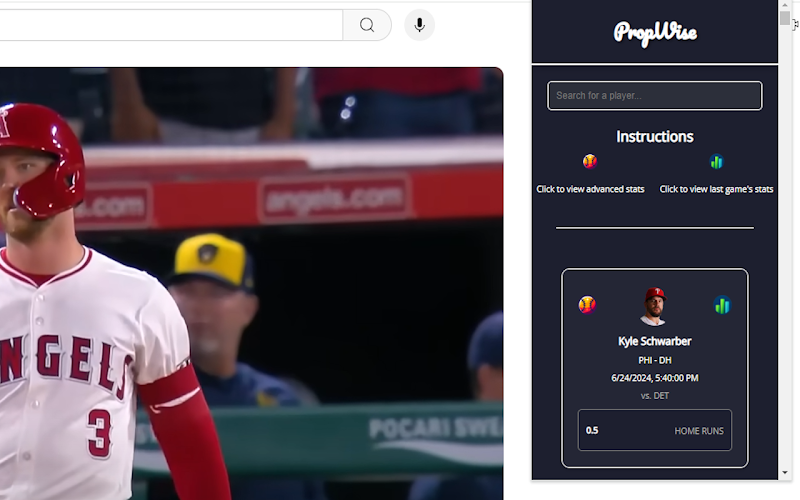 PropWise
Search for a player...
Instructions
Click to view advanced stats
Click to view last game's stats
Kyle Schwarber
PHI - DH
6/24/2024, 5:40:00 PM
vs. DET
0.5 HOME RUNS
s.com
angels.com
NGELS
3
POCARI SWEA